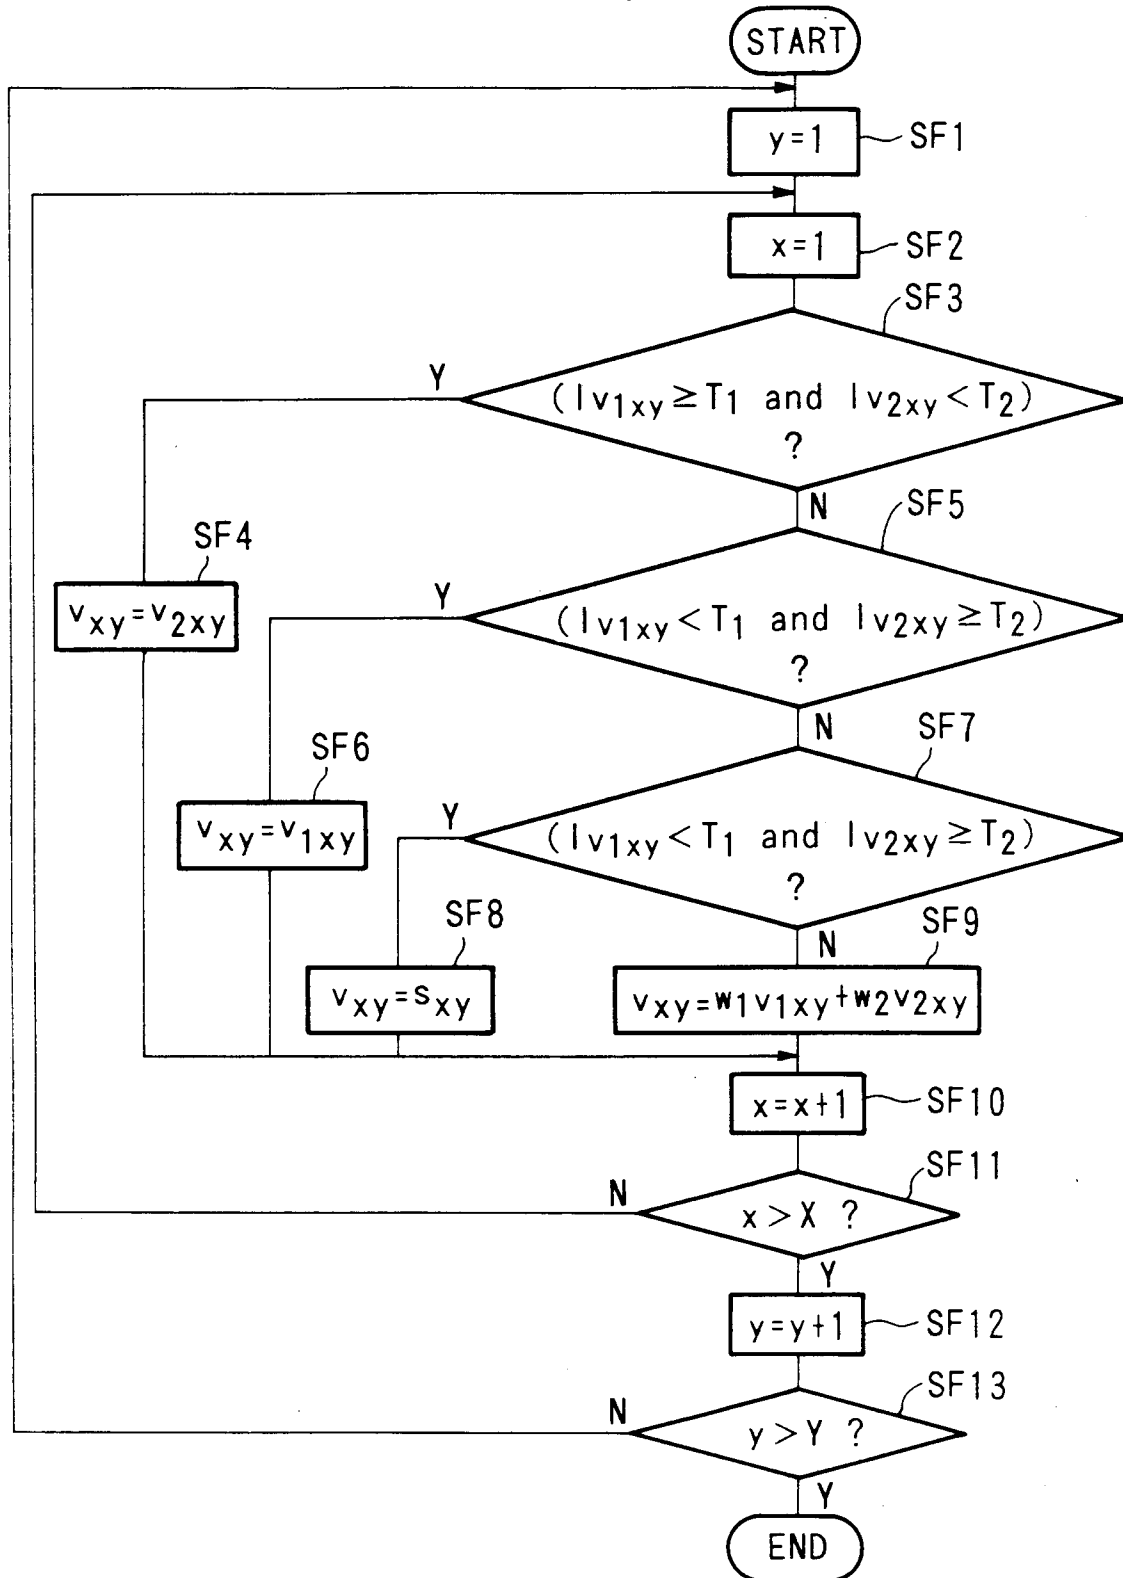 START
y=1 SF1
x=1 SF2
SF3
Y
(Iv1xy≥T1 and Iv2xy<T2)
?
N
SF5
SF4
vxy=v2xy
Y
(Iv1xy<T1 and Iv2xy≥T2)
?
N
SF7
SF6
vxy=v1xy
Y
(Iv1xy<T1 and Iv2xy≥T2)
?
N
SF9
SF8
vxy=sxy
vxy=w1v1xy+w2v2xy
x=x+1 SF10
SF11
N
x>X ?
Y
y=y+1 SF12
SF13
N
y>Y ?
Y
END